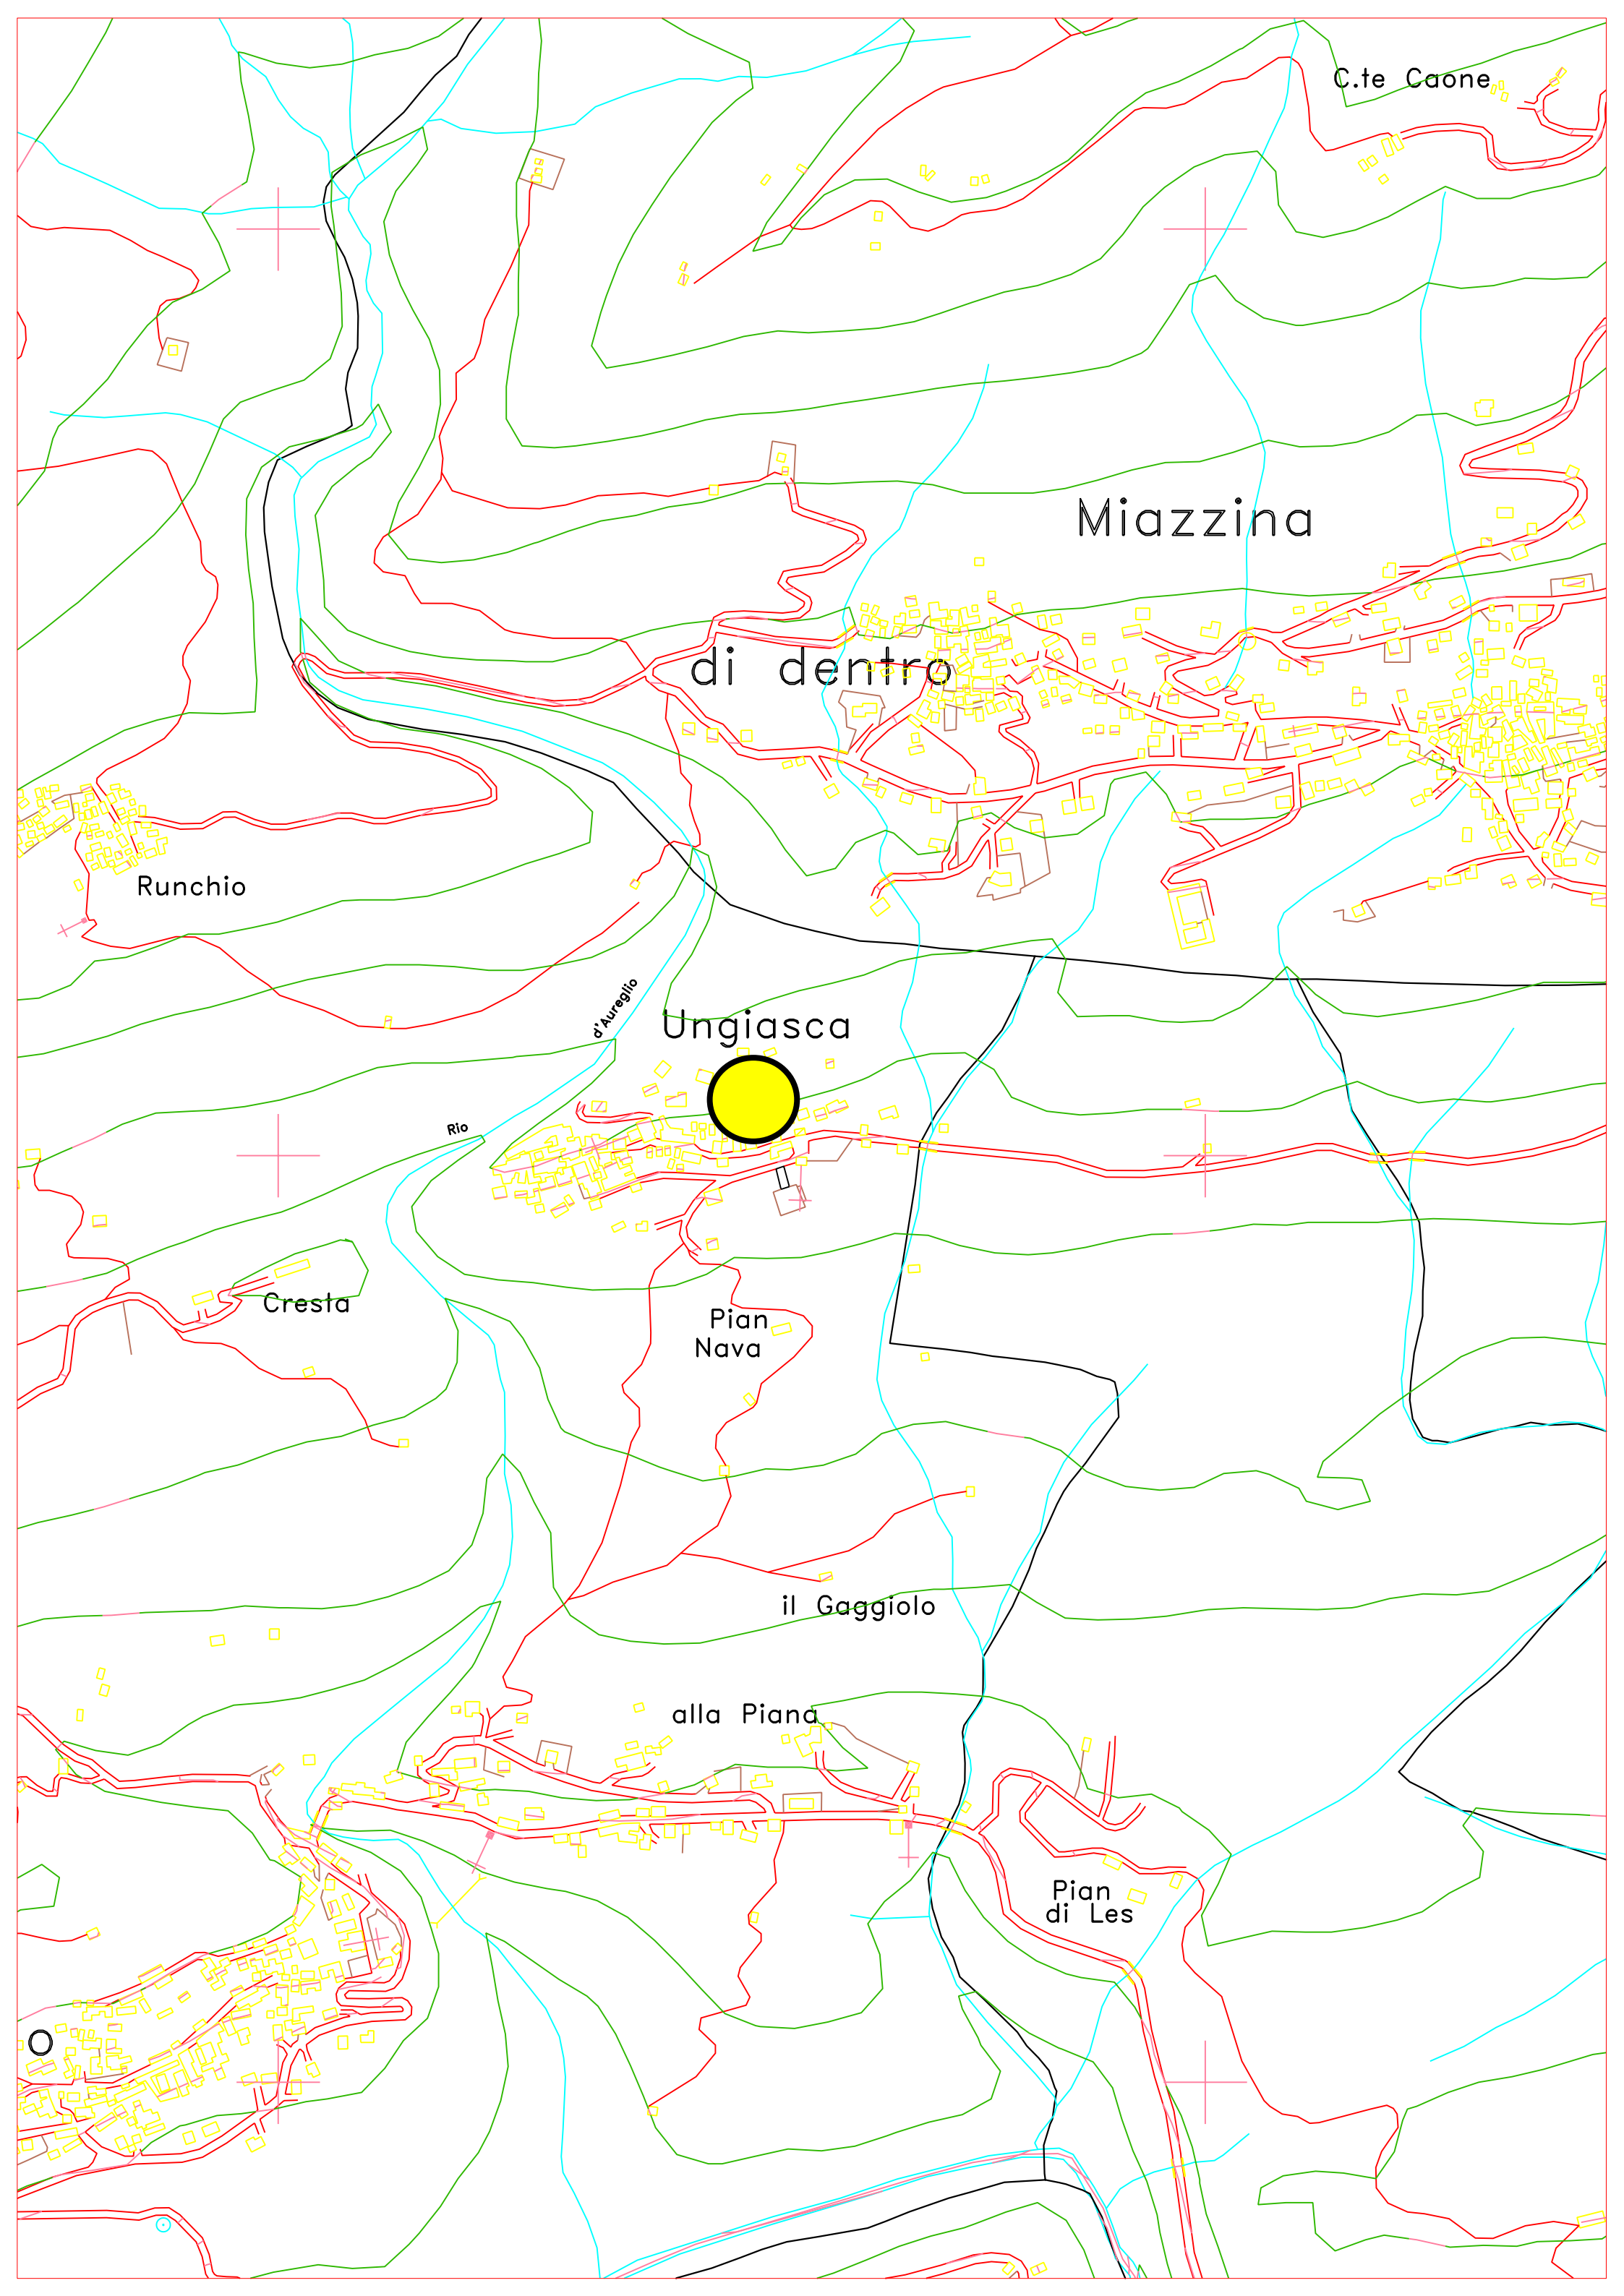 C.te Caone
Miazzina
di dentro
Runchio
d'Aureglio
Ungiasca
Rio
Cresta
Pian
Nava
il Gaggiolo
alla Piana
Pian
di Les
O